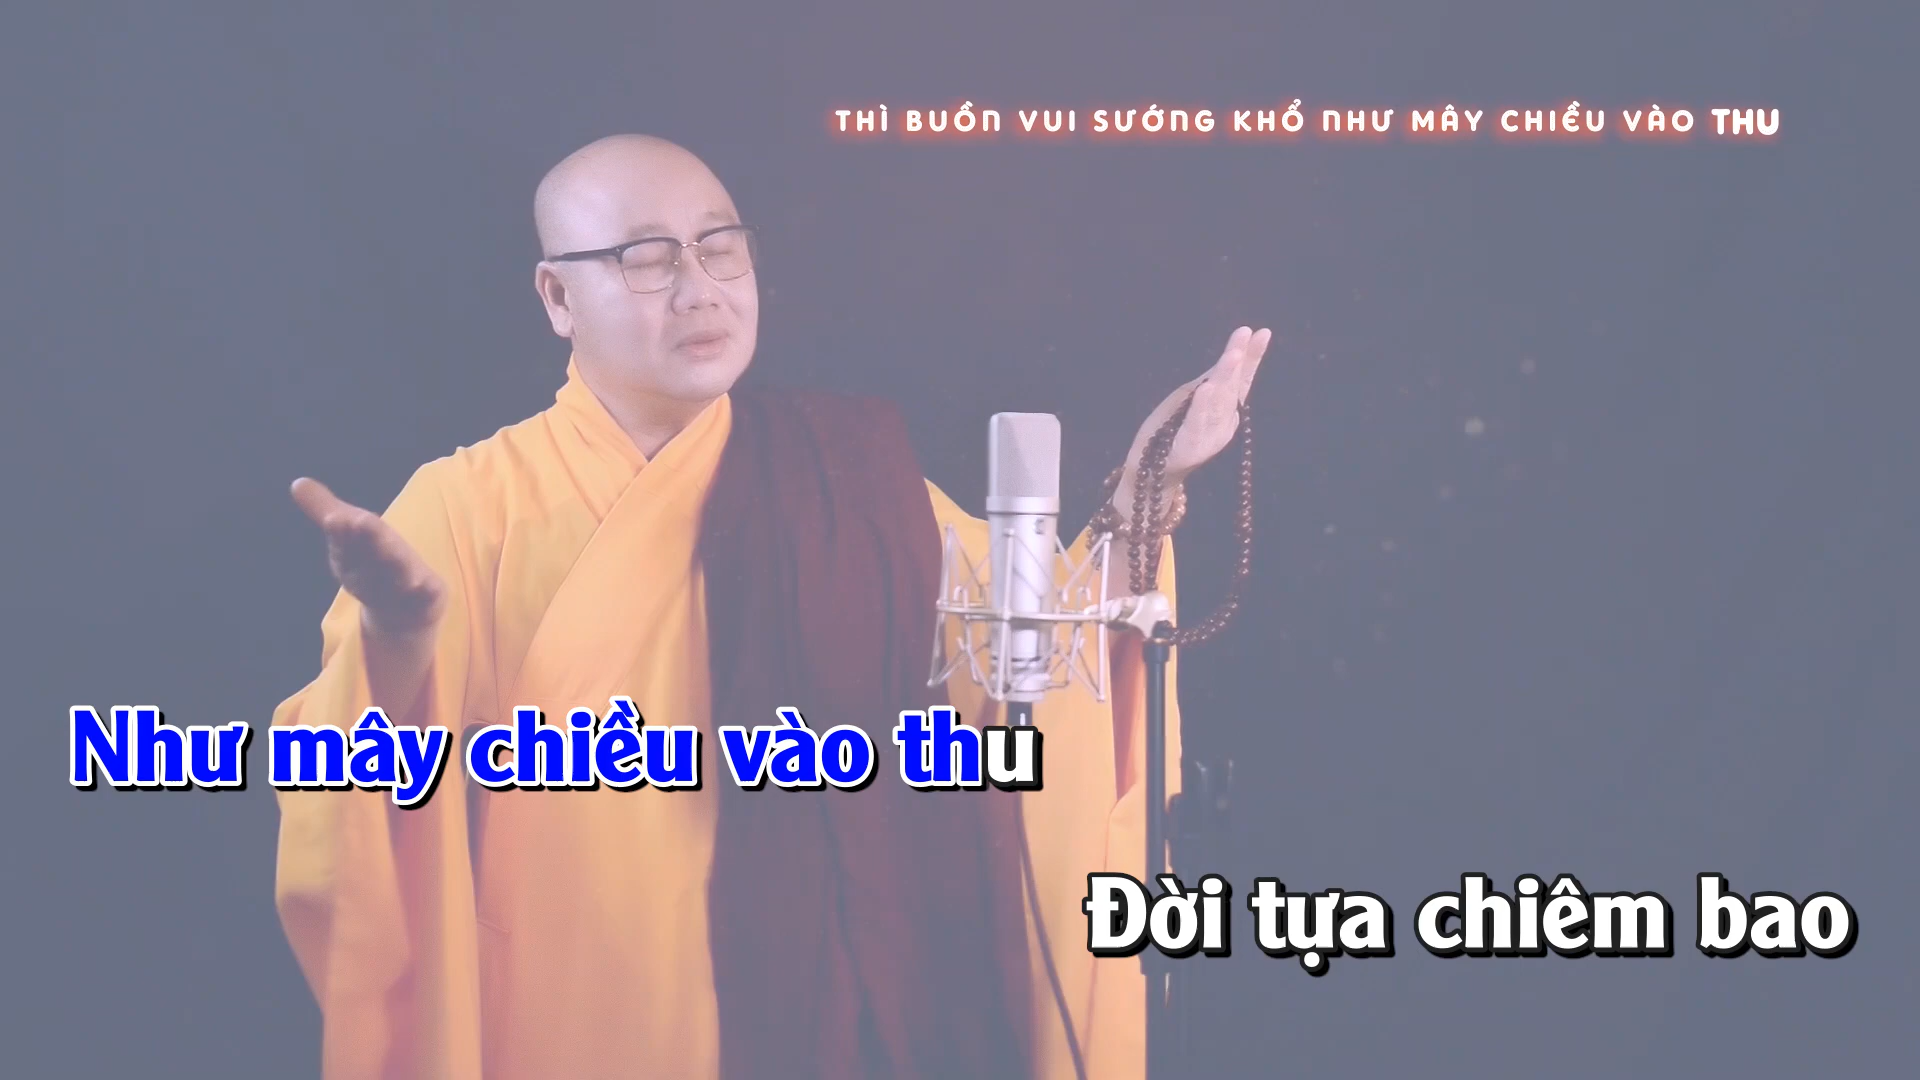 THÌ BUỒN VUI SƯỚNG KHỔ NHƯ MÂY CHIỀU VÀO THU
Như mây chiều vào thu
Đời tựa chiêm bao